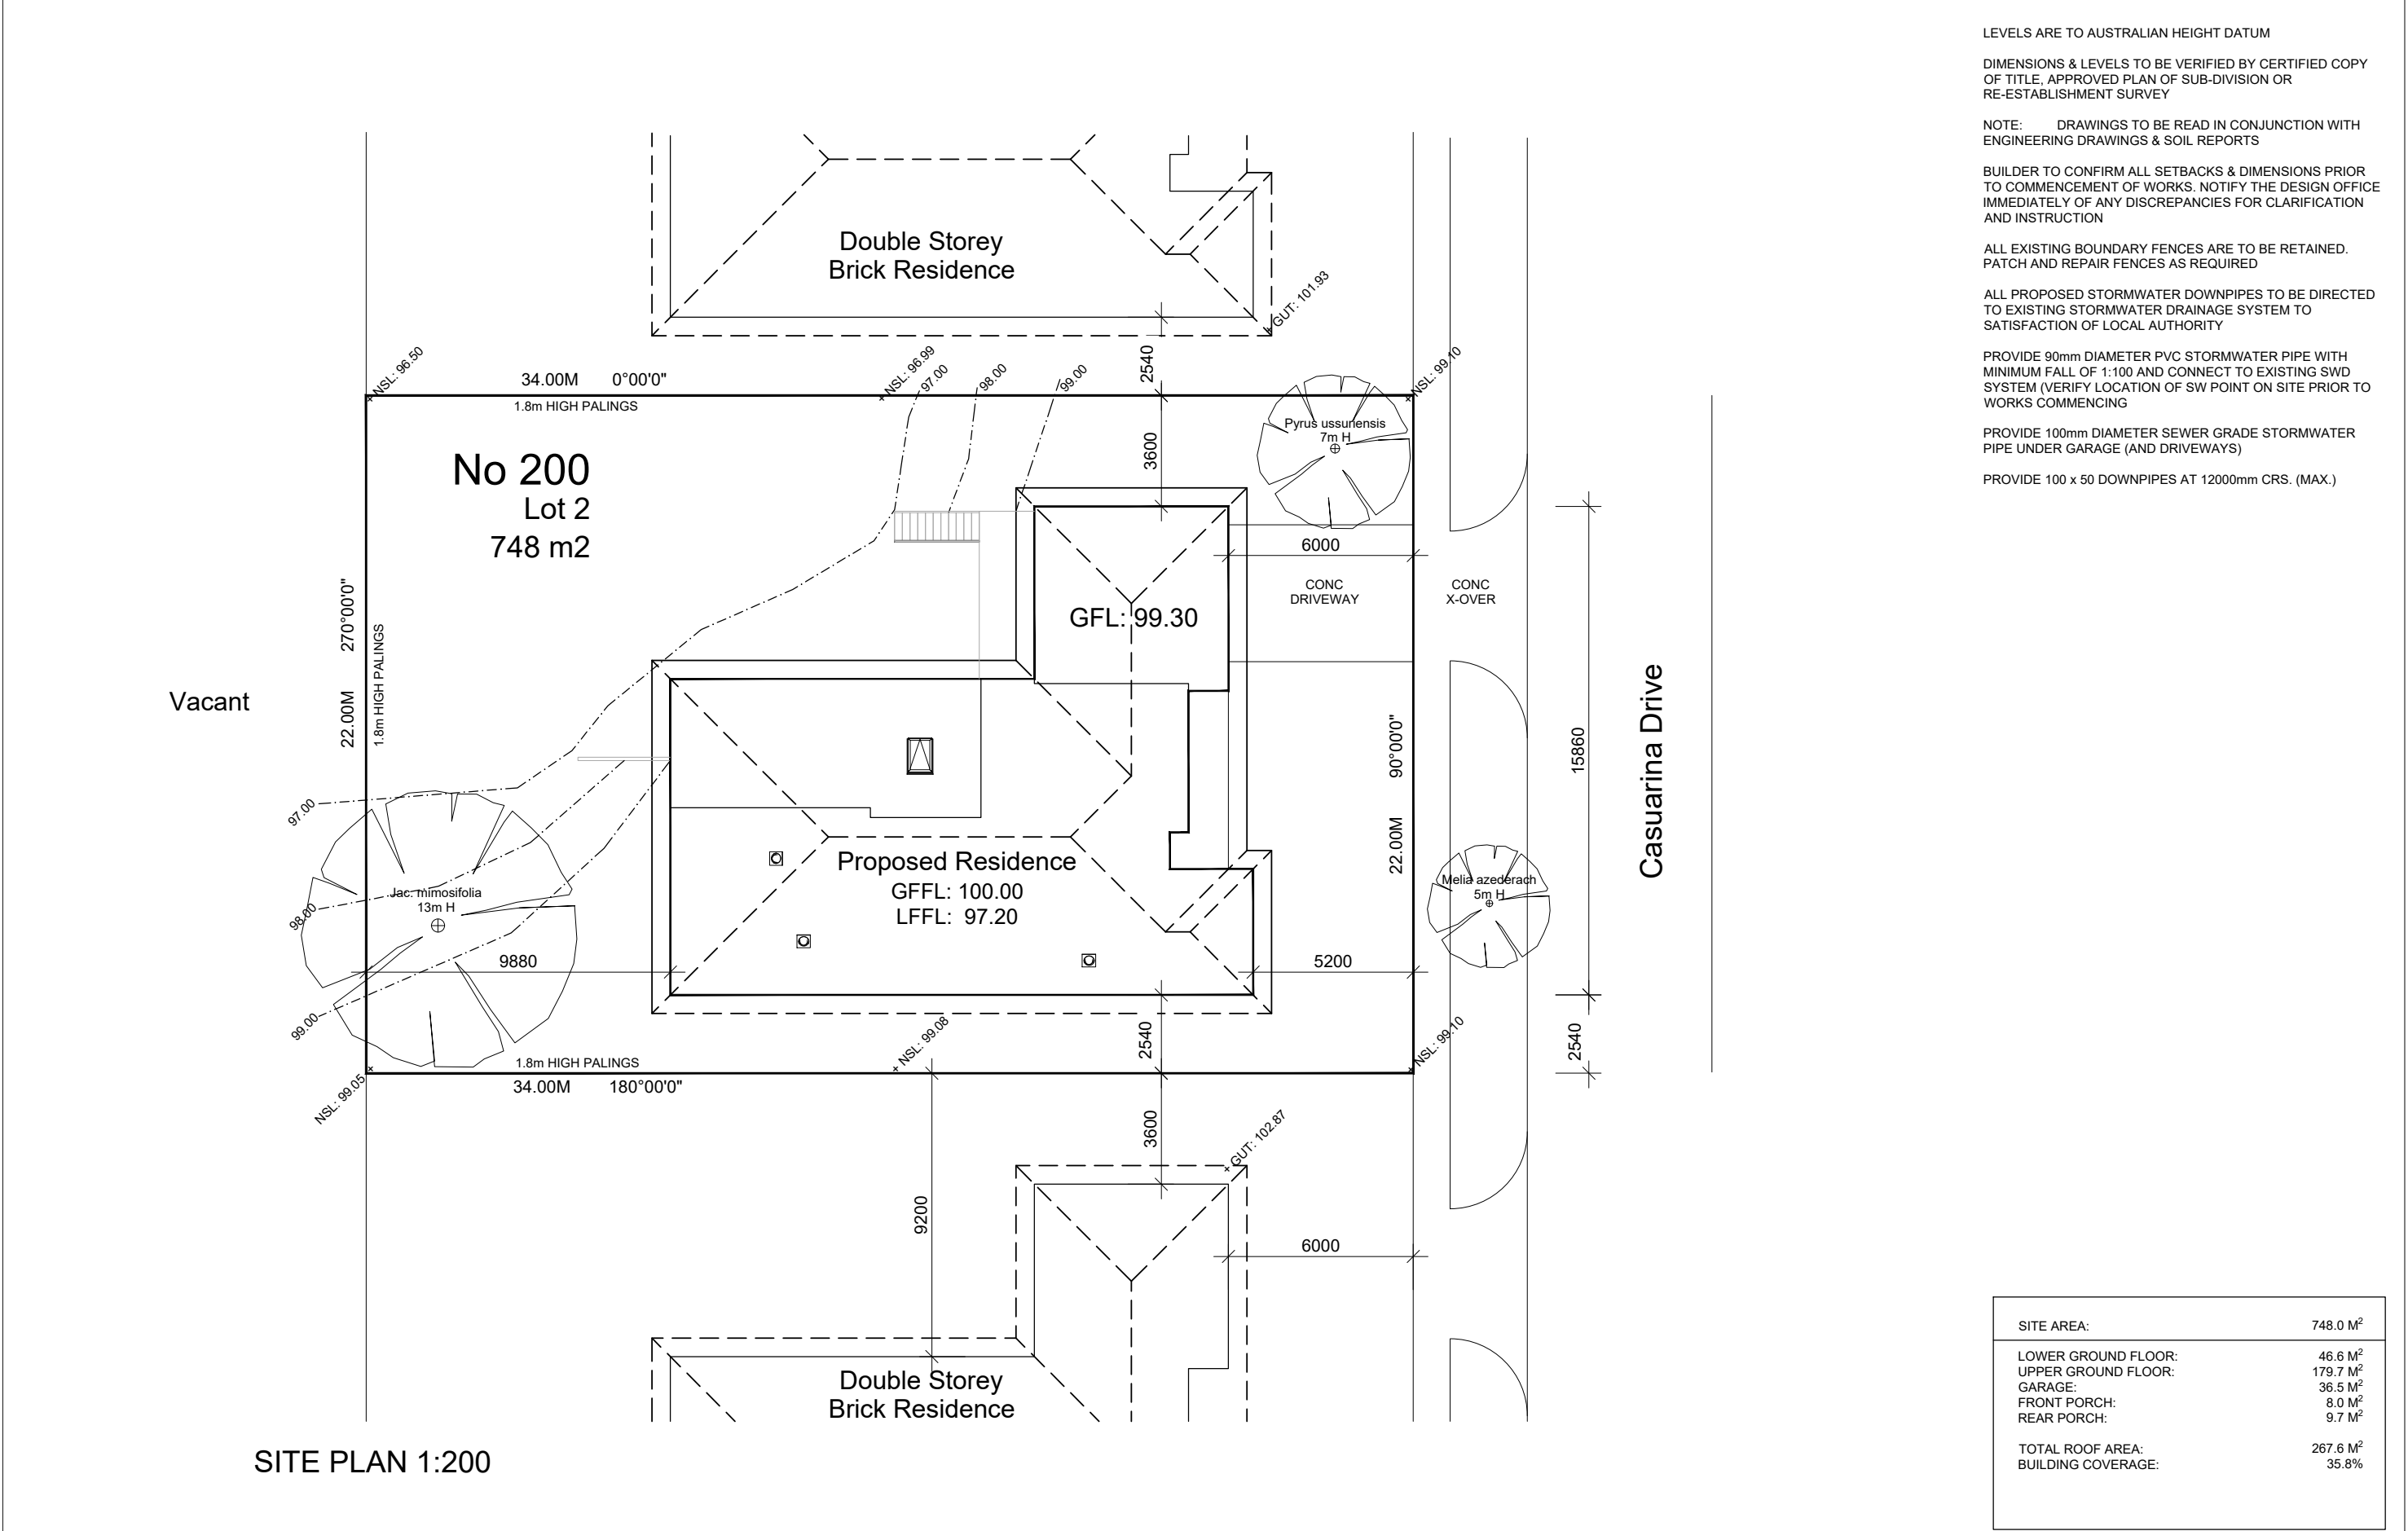 LEVELS ARE TO AUSTRALIAN HEIGHT DATUM
DIMENSIONS & LEVELS TO BE VERIFIED BY CERTIFIED COPY
OF TITLE, APPROVED PLAN OF SUB-DIVISION OR
RE-ESTABLISHMENT SURVEY
NOTE: DRAWINGS TO BE READ IN CONJUNCTION WITH
ENGINEERING DRAWINGS & SOIL REPORTS
BUILDER TO CONFIRM ALL SETBACKS & DIMENSIONS PRIOR
TO COMMENCEMENT OF WORKS. NOTIFY THE DESIGN OFFICE
IMMEDIATELY OF ANY DISCREPANCIES FOR CLARIFICATION
AND INSTRUCTION
ALL EXISTING BOUNDARY FENCES ARE TO BE RETAINED.
PATCH AND REPAIR FENCES AS REQUIRED
ALL PROPOSED STORMWATER DOWNPIPES TO BE DIRECTED
TO EXISTING STORMWATER DRAINAGE SYSTEM TO
SATISFACTION OF LOCAL AUTHORITY
PROVIDE 90mm DIAMETER PVC STORMWATER PIPE WITH
MINIMUM FALL OF 1:100 AND CONNECT TO EXISTING SWD
SYSTEM (VERIFY LOCATION OF SW POINT ON SITE PRIOR TO
WORKS COMMENCING
PROVIDE 100mm DIAMETER SEWER GRADE STORMWATER
PIPE UNDER GARAGE (AND DRIVEWAYS)
PROVIDE 100 x 50 DOWNPIPES AT 12000mm CRS. (MAX.)
Double Storey
Brick Residence
GUT: 101.93
NSL: 96.50
34.00M 0°00'0"
1.8m HIGH PALINGS
NSL: 96.99
97.00
98.00
99.00
2540
NSL: 99.10
3600
Pyrus ussuriensis
7m H
No 200
Lot 2
748 m2
6000
CONC
DRIVEWAY
CONC
X-OVER
GFL: 99.30
270°00'0"
22.00M
1.8m HIGH PALINGS
Vacant
90°00'0"
22.00M
15860
Casuarina Drive
97.00
98.00
99.00
Jac. mimosifolia
13m H
Proposed Residence
GFFL: 100.00
LFFL: 97.20
Melia azederach
5m H
9880
5200
2540
2540
NSL: 99.08
NSL: 99.10
NSL: 99.05
1.8m HIGH PALINGS
34.00M 180°00'0"
3600
GUT: 102.87
9200
6000
Double Storey
Brick Residence
SITE PLAN 1:200
SITE AREA: 748.0 M²
LOWER GROUND FLOOR: 46.6 M²
UPPER GROUND FLOOR: 179.7 M²
GARAGE: 36.5 M²
FRONT PORCH: 8.0 M²
REAR PORCH: 9.7 M²
TOTAL ROOF AREA: 267.6 M²
BUILDING COVERAGE: 35.8%